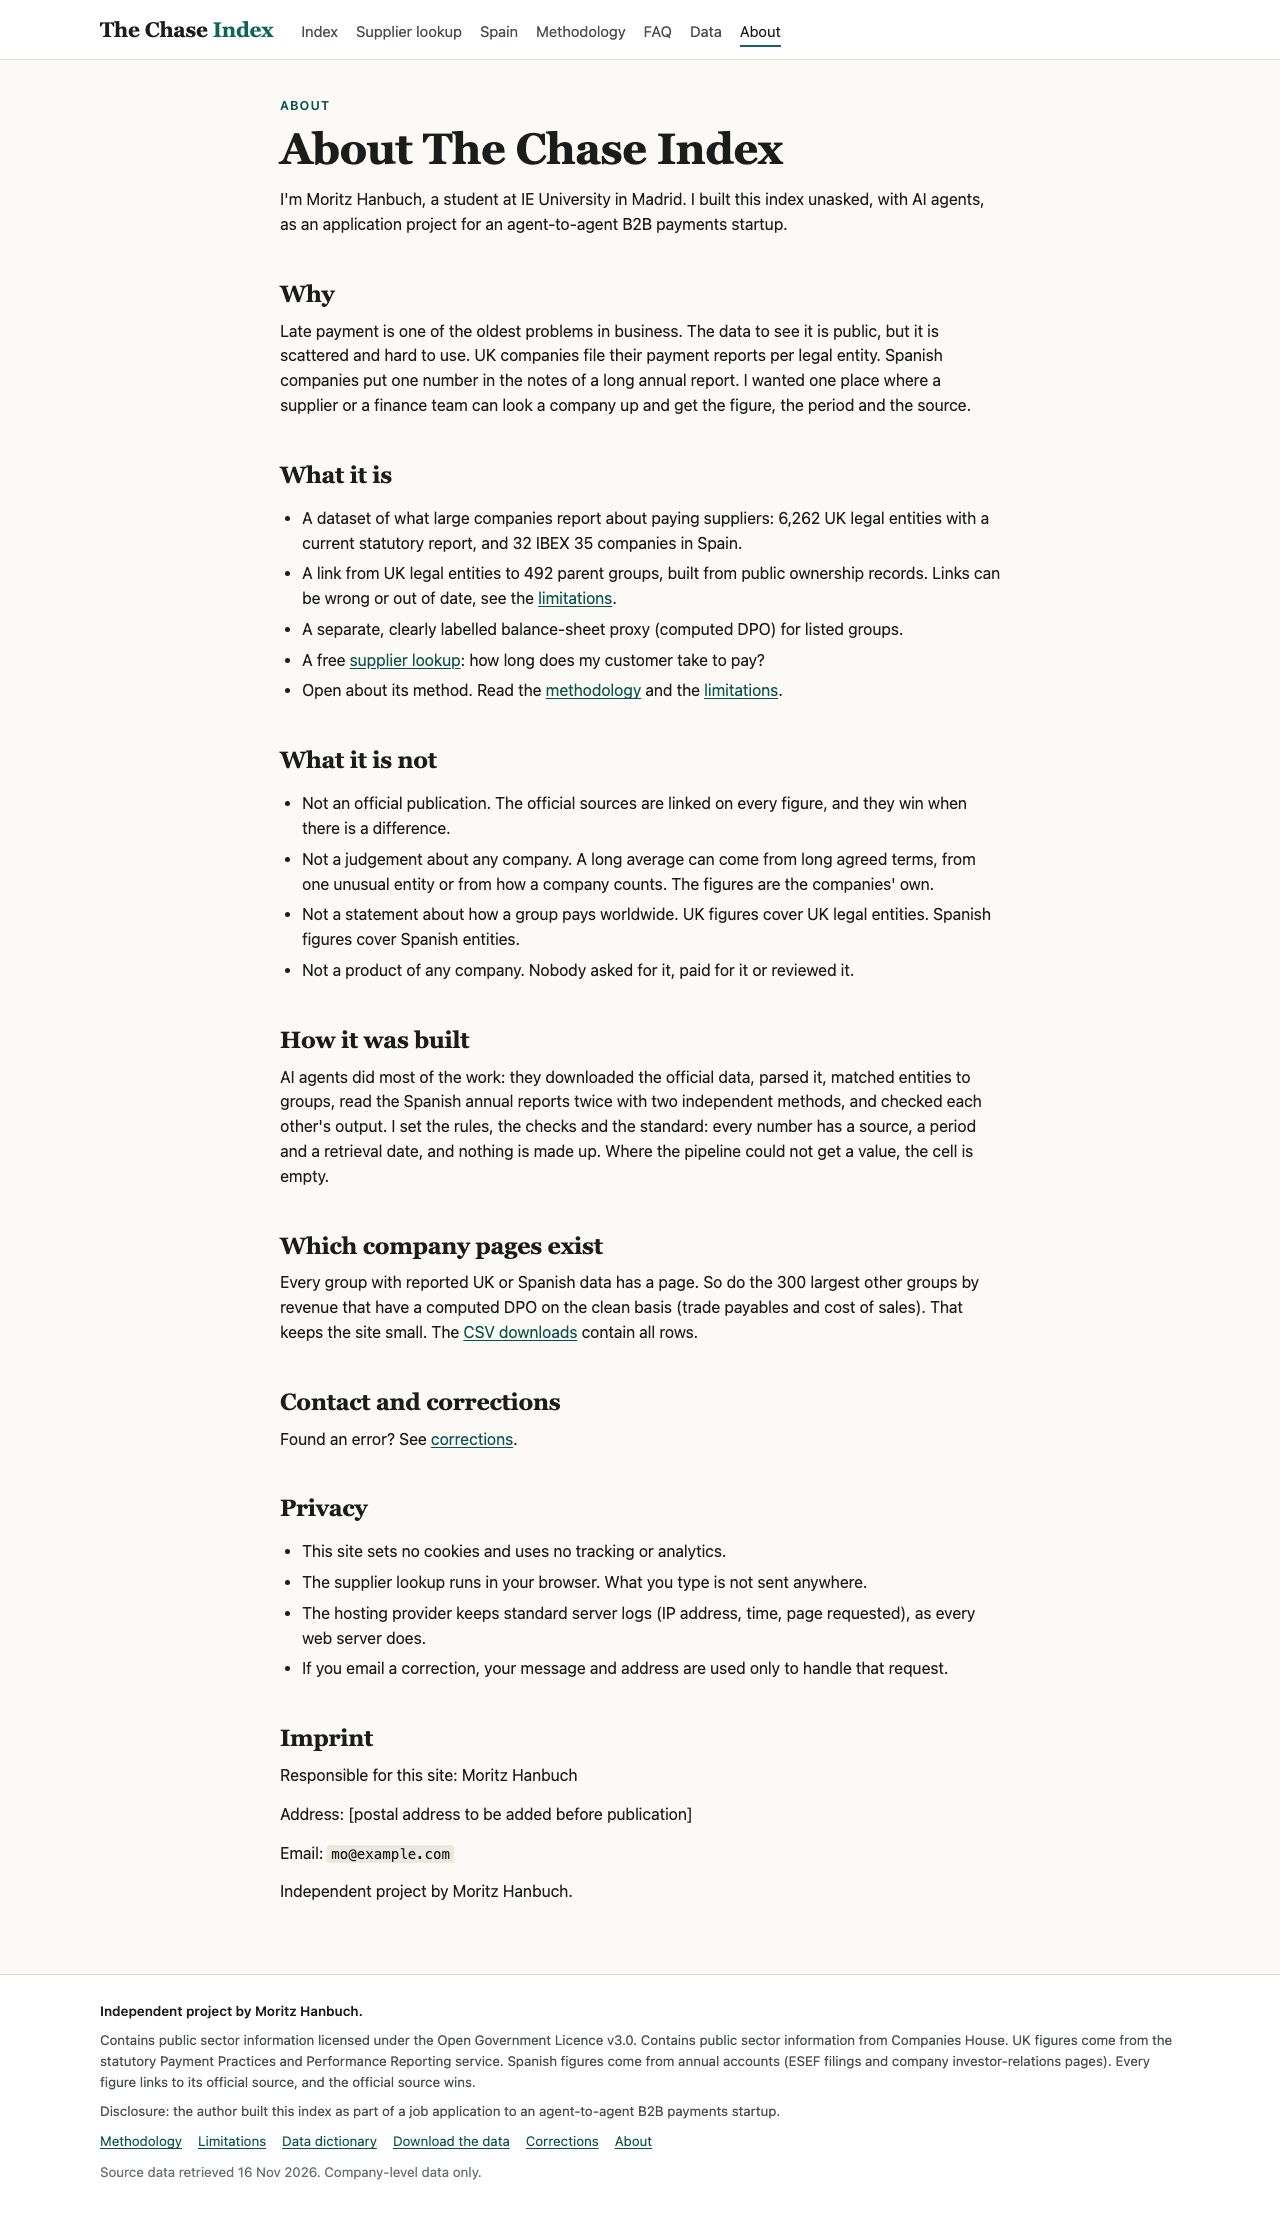 The Chase Index Index Supplier lookup Spain Methodology FAQ Data About
ABOUT
About The Chase Index
I'm Moritz Hanbuch, a student at IE University in Madrid. I built this index unasked, with AI agents,
as an application project for an agent-to-agent B2B payments startup.
Why
Late payment is one of the oldest problems in business. The data to see it is public, but it is
scattered and hard to use. UK companies file their payment reports per legal entity. Spanish
companies put one number in the notes of a long annual report. I wanted one place where a
supplier or a finance team can look a company up and get the figure, the period and the source.
What it is
• A dataset of what large companies report about paying suppliers: 6,262 UK legal entities with a
current statutory report, and 32 IBEX 35 companies in Spain.
• A link from UK legal entities to 492 parent groups, built from public ownership records. Links can
be wrong or out of date, see the limitations.
• A separate, clearly labelled balance-sheet proxy (computed DPO) for listed groups.
• A free supplier lookup: how long does my customer take to pay?
• Open about its method. Read the methodology and the limitations.
What it is not
• Not an official publication. The official sources are linked on every figure, and they win when
there is a difference.
• Not a judgement about any company. A long average can come from long agreed terms, from
one unusual entity or from how a company counts. The figures are the companies' own.
• Not a statement about how a group pays worldwide. UK figures cover UK legal entities. Spanish
figures cover Spanish entities.
• Not a product of any company. Nobody asked for it, paid for it or reviewed it.
How it was built
AI agents did most of the work: they downloaded the official data, parsed it, matched entities to
groups, read the Spanish annual reports twice with two independent methods, and checked each
other's output. I set the rules, the checks and the standard: every number has a source, a period
and a retrieval date, and nothing is made up. Where the pipeline could not get a value, the cell is
empty.
Which company pages exist
Every group with reported UK or Spanish data has a page. So do the 300 largest other groups by
revenue that have a computed DPO on the clean basis (trade payables and cost of sales). That
keeps the site small. The CSV downloads contain all rows.
Contact and corrections
Found an error? See corrections.
Privacy
• This site sets no cookies and uses no tracking or analytics.
• The supplier lookup runs in your browser. What you type is not sent anywhere.
• The hosting provider keeps standard server logs (IP address, time, page requested), as every
web server does.
• If you email a correction, your message and address are used only to handle that request.
Imprint
Responsible for this site: Moritz Hanbuch
Address: [postal address to be added before publication]
Email: mo@example.com
Independent project by Moritz Hanbuch.
Independent project by Moritz Hanbuch.
Contains public sector information licensed under the Open Government Licence v3.0. Contains public sector information from Companies House. UK figures come from the
statutory Payment Practices and Performance Reporting service. Spanish figures come from annual accounts (ESEF filings and company investor-relations pages). Every
figure links to its official source, and the official source wins.
Disclosure: the author built this index as part of a job application to an agent-to-agent B2B payments startup.
Methodology Limitations Data dictionary Download the data Corrections About
Source data retrieved 16 Nov 2026. Company-level data only.